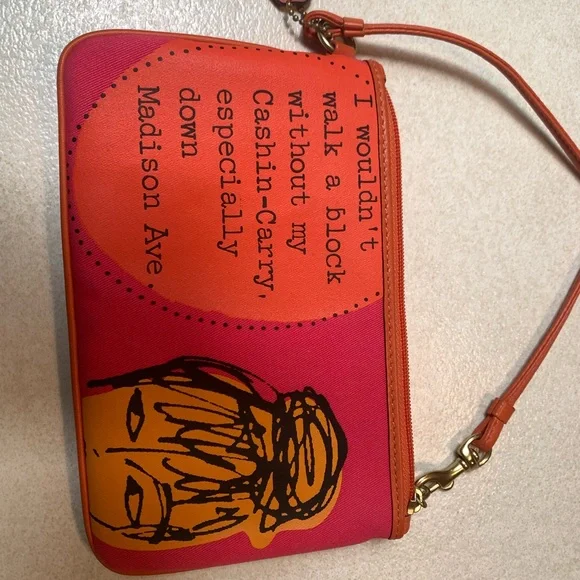 I wouldn't
walk a block
without my
Cashin-Carry,
especially
down
Madison Ave.